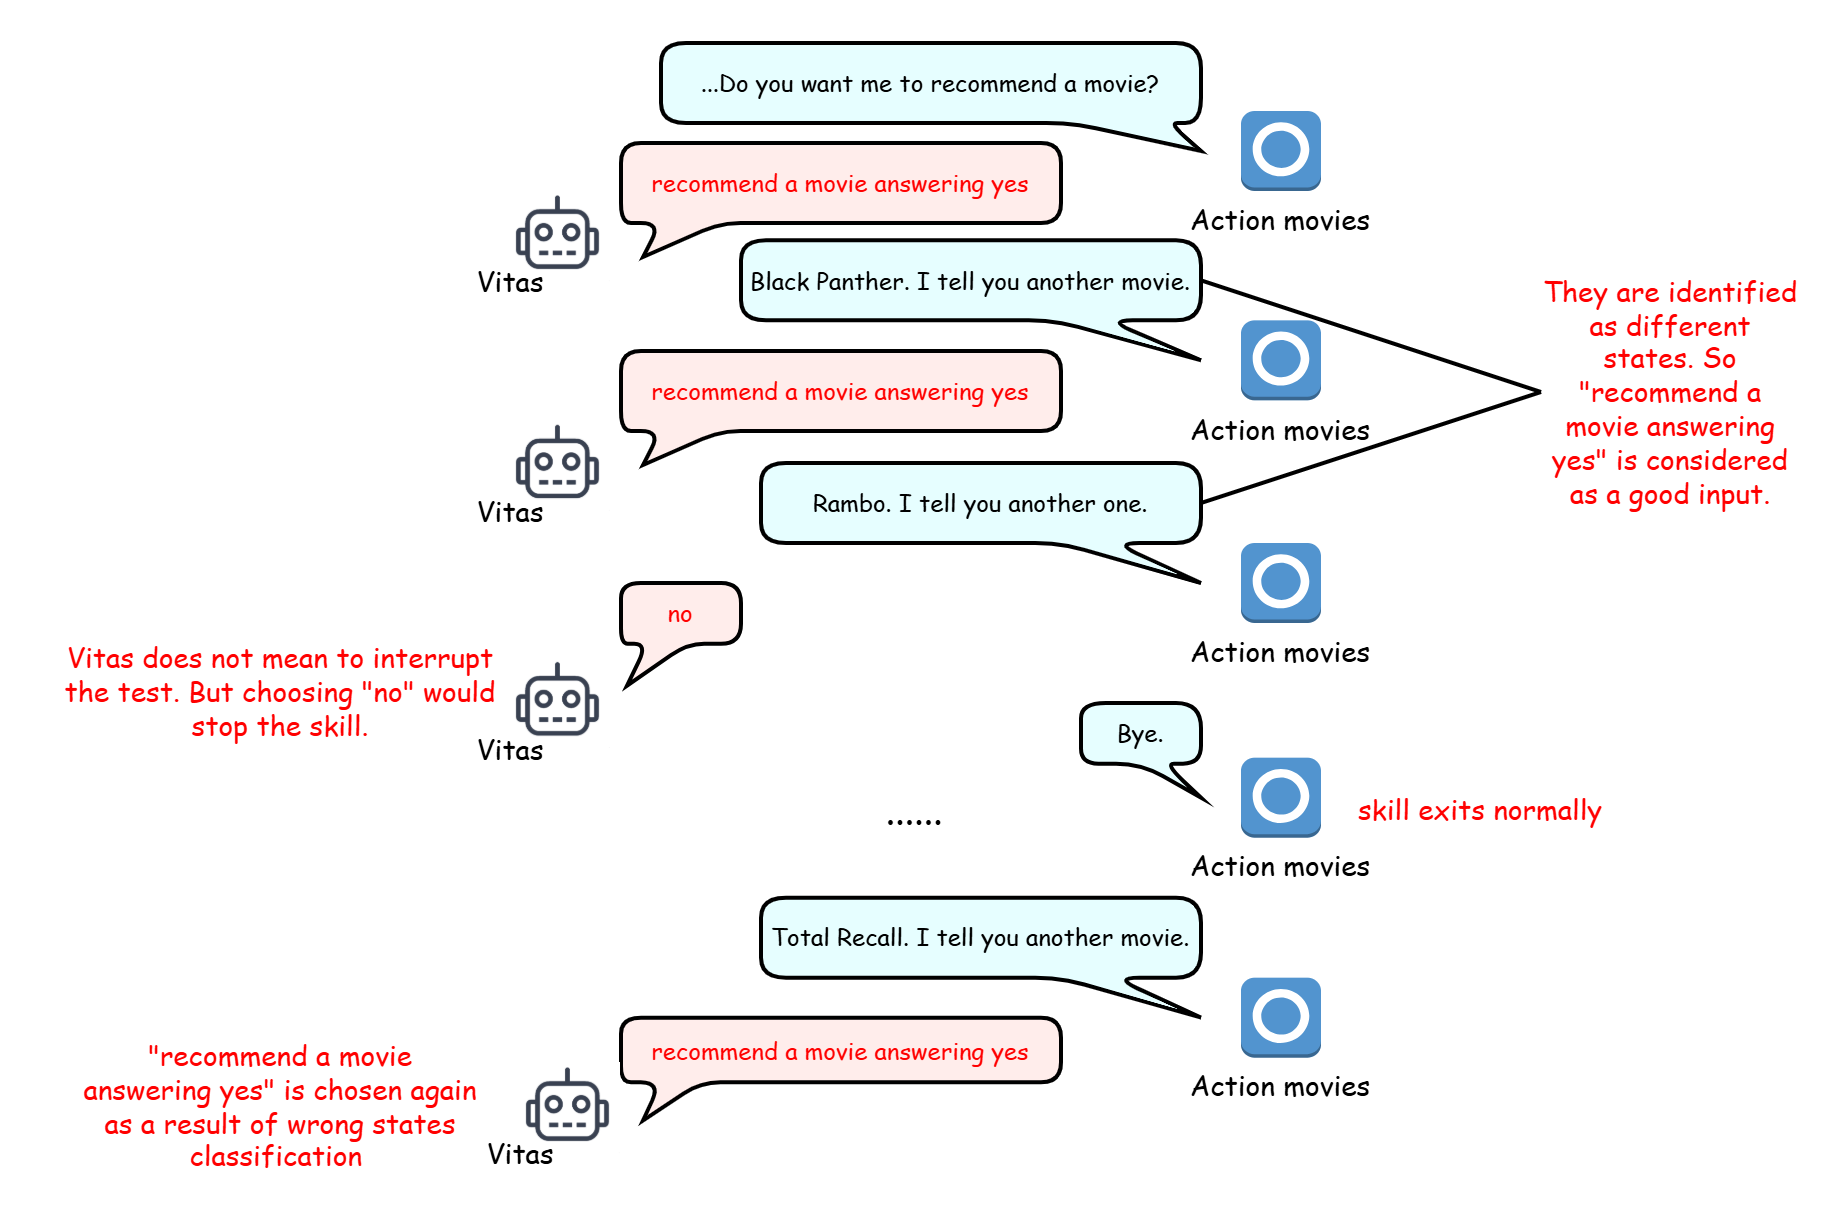 ...Do you want me to recommend a movie?
Action movies
recommend a movie answering yes
Vitas
Black Panther. I tell you another movie.
Action movies
They are identified
as different
states. So
"recommend a
movie answering
yes" is considered
as a good input.
recommend a movie answering yes
Vitas
Rambo. I tell you another one.
Action movies
no
Vitas
Vitas does not mean to interrupt
the test. But choosing "no" would
stop the skill.
Bye.
Action movies
skill exits normally
......
Total Recall. I tell you another movie.
Action movies
recommend a movie answering yes
Vitas
"recommend a movie
answering yes" is chosen again
as a result of wrong states
classification